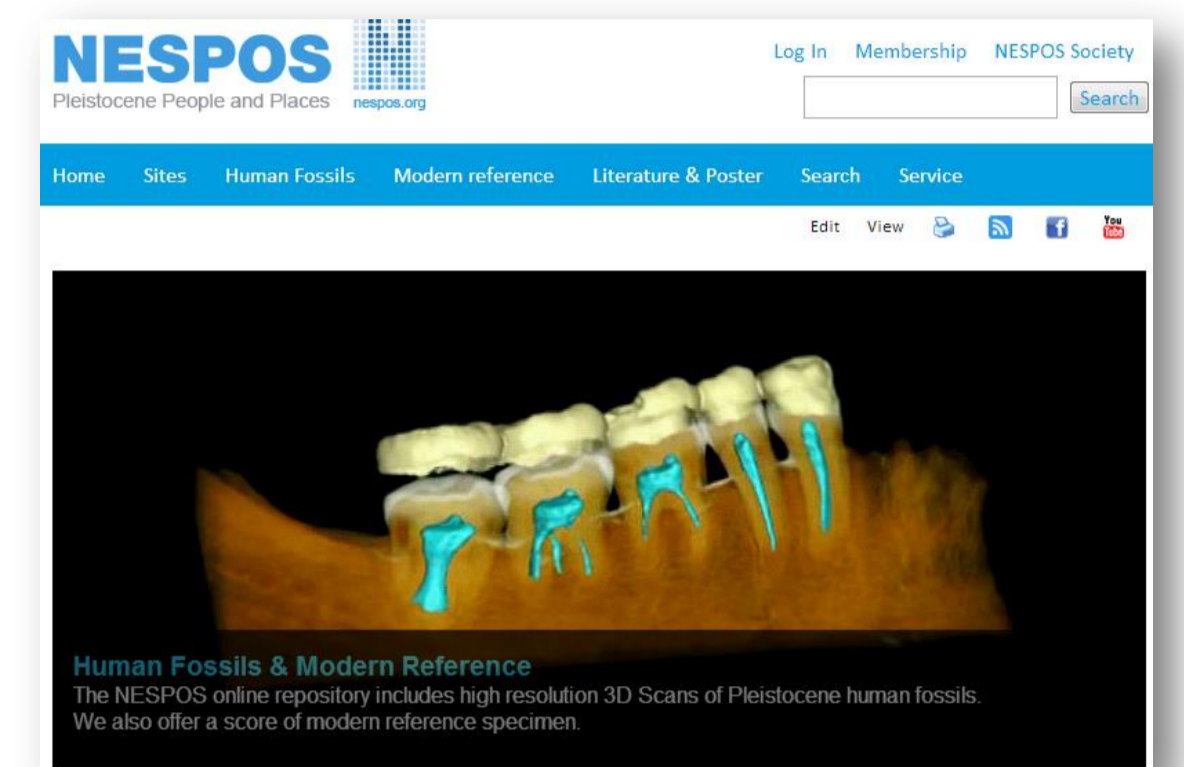 NESPOS
Pleistocene People and Places
nespos.org
Log In Membership NESPOS Society
Search
Home Sites Human Fossils Modern reference Literature & Poster Search Service
Edit View
You Tube
Human Fossils & Modern Reference
The NESPOS online repository includes high resolution 3D Scans of Pleistocene human fossils.
We also offer a score of modern reference specimen.